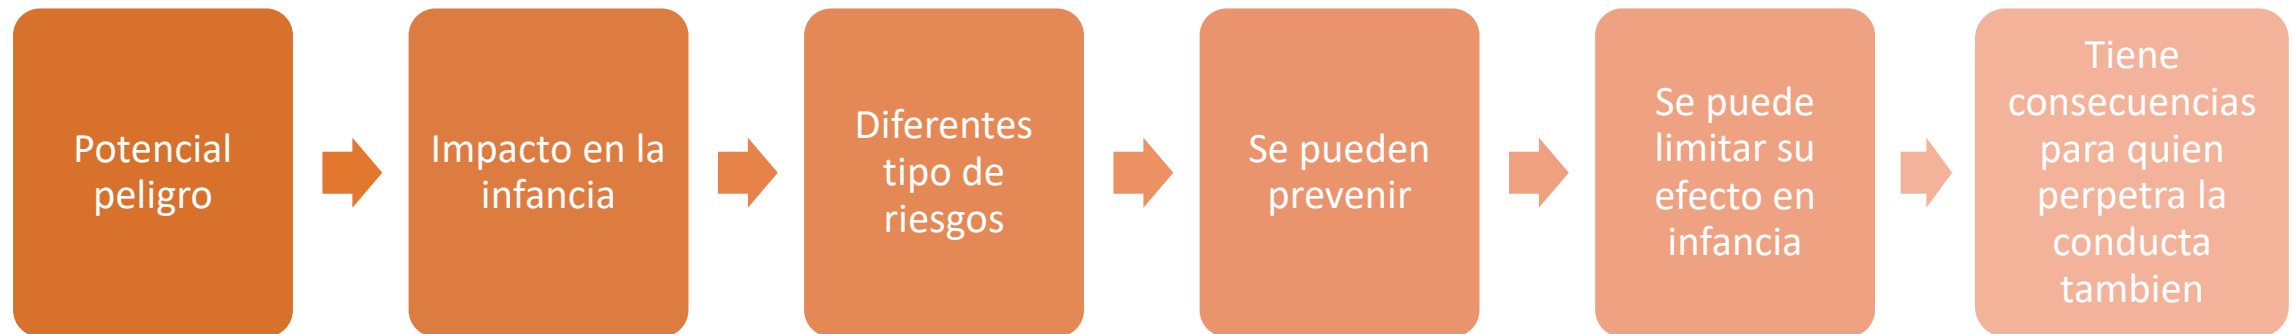 Potencial
peligro
Impacto en la
infancia
Diferentes
tipo de
riesgos
Se pueden
prevenir
Se puede
limitar su
efecto en
infancia
Tiene
consecuencias
para quien
perpetra la
conducta
tambien